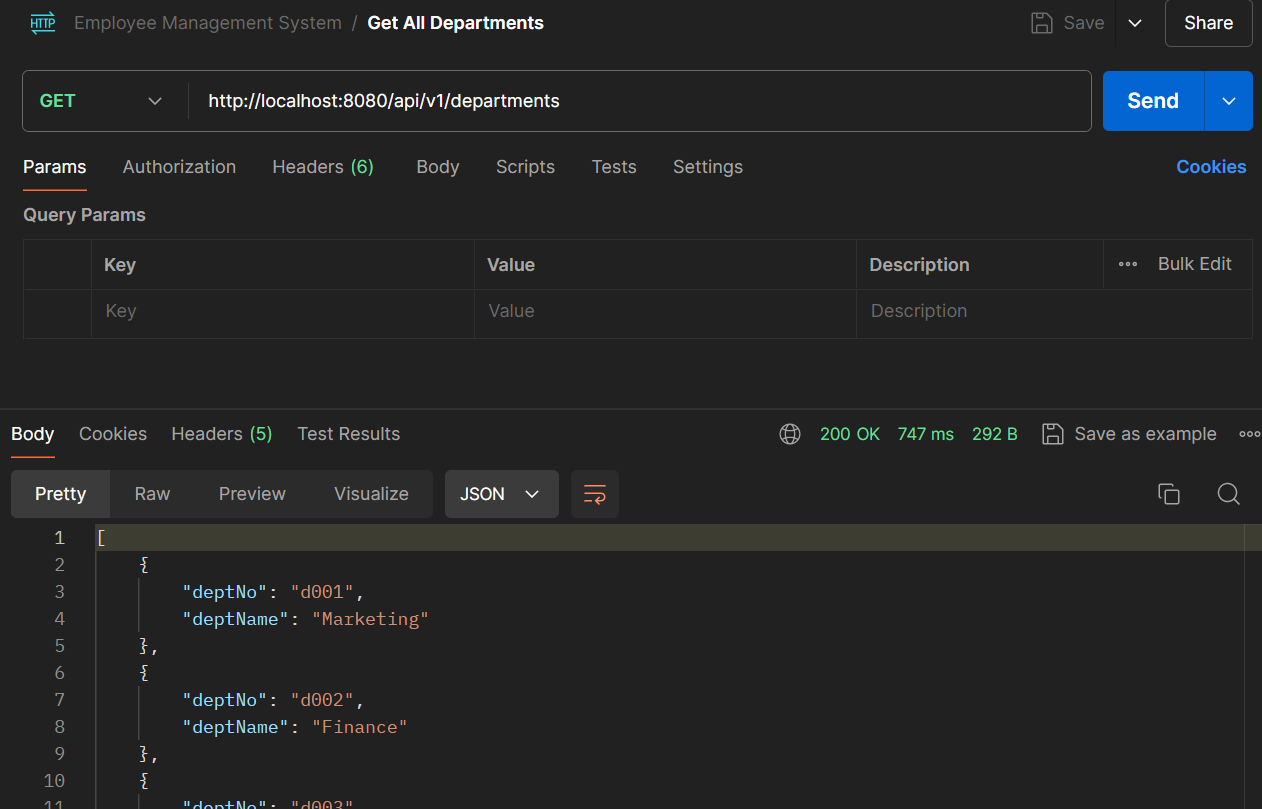 HTTP Employee Management System / Get All Departments Save Share
GET http://localhost:8080/api/v1/departments Send
Params Authorization Headers (6) Body Scripts Tests Settings Cookies
Query Params
Key Value Description ••• Bulk Edit
Key Value Description
Body Cookies Headers (5) Test Results 200 OK 747 ms 292 B Save as example
Pretty Raw Preview Visualize JSON
1 [
2 {
3 "deptNo": "d001",
4 "deptName": "Marketing"
5 },
6 {
7 "deptNo": "d002",
8 "deptName": "Finance"
9 },
10 {
11 "deptNo": "d003"